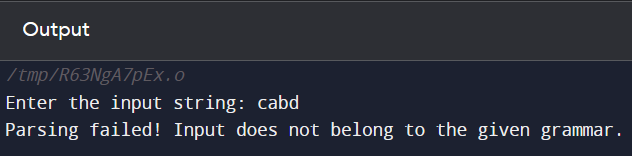 Output
/tmp/R63NgA7pEx.o
Enter the input string: cabd
Parsing failed! Input does not belong to the given grammar.